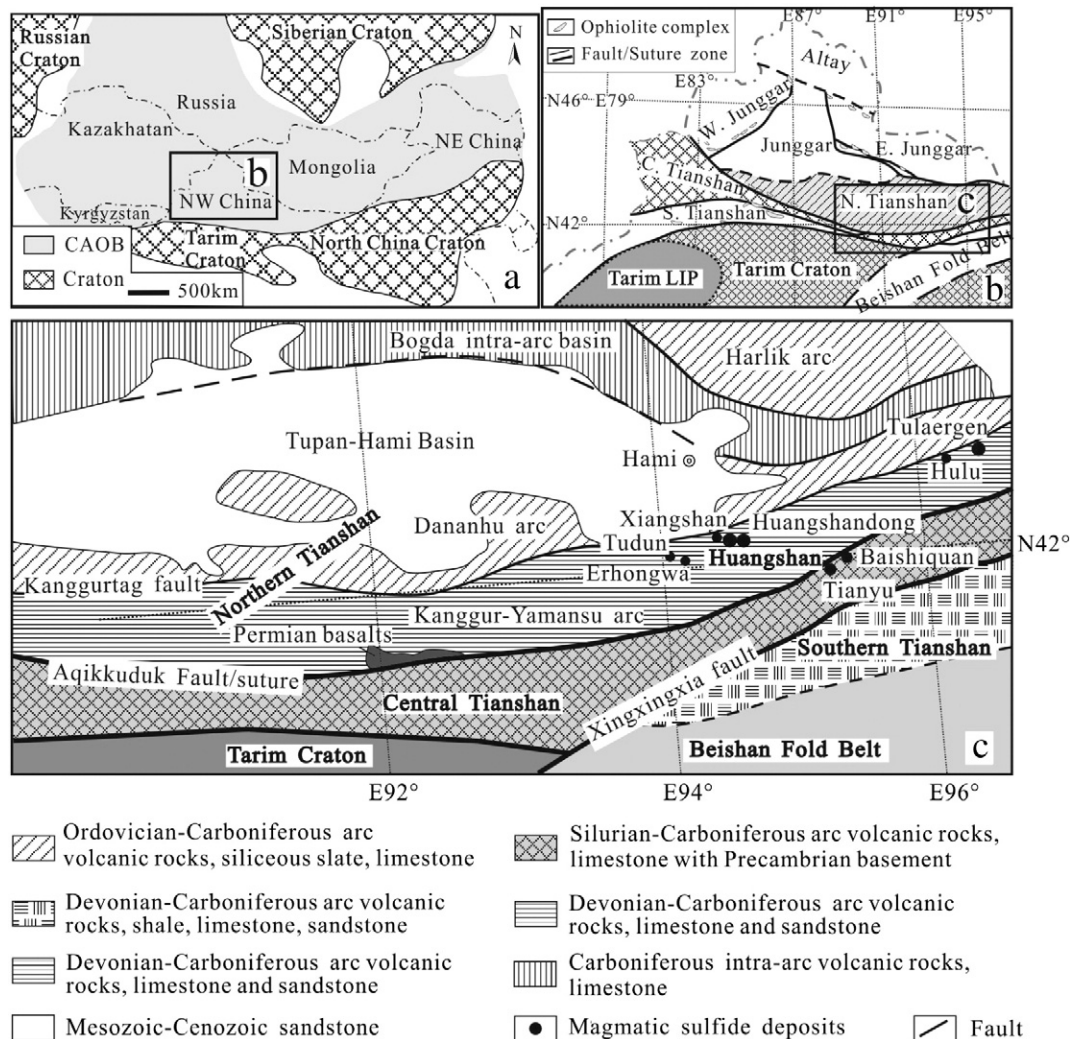 Russian
Craton
Siberian Craton
N
Russia
Kazakhatan
NE China
Mongolia
b
NW China
Kyrgyzstan
Tarim
Craton
North China Craton
CAOB
Craton
500km
a
E87°
E91°
E95°
Ophiolite complex
Fault/Suture zone
Altay
E83°
N46°
E79°
W. Junggar
Junggar
E. Junggar
C. Tianshan
N. Tianshan
c
S. Tianshan
N42°
Tarim LIP
Tarim Craton
Beishan Fold Belt
b
Bogda intra-arc basin
Harlik arc
Tupan-Hami Basin
Tulaergen
Hami
Hulu
Dananhu arc
Xiangshan
Huangshandong
Tudun
Huangshan
Baishiquan
N42°
Kanggurtag fault
Northern Tianshan
Erhongwa
Tianyu
Kanggur-Yamansu arc
Permian basalts
Southern Tianshan
Aqikkuduk Fault/suture
Xingxingxia fault
Central Tianshan
Tarim Craton
Beishan Fold Belt
c
E92°
E94°
E96°
Ordovician-Carboniferous arc
volcanic rocks, siliceous slate, limestone
Silurian-Carboniferous arc volcanic rocks,
limestone with Precambrian basement
Devonian-Carboniferous arc volcanic
rocks, shale, limestone, sandstone
Devonian-Carboniferous arc volcanic
rocks, limestone and sandstone
Devonian-Carboniferous arc volcanic
rocks, limestone and sandstone
Carboniferous intra-arc volcanic rocks,
limestone
Mesozoic-Cenozoic sandstone
Magmatic sulfide deposits
Fault